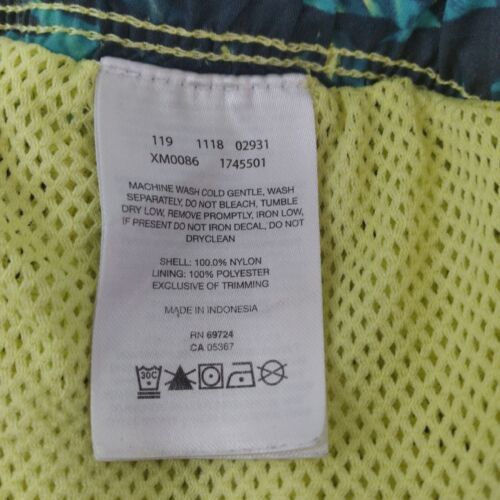 119 1118 02931
XM0086 1745501
MACHINE WASH COLD GENTLE, WASH
SEPARATELY, DO NOT BLEACH, TUMBLE
DRY LOW, REMOVE PROMPTLY, IRON LOW,
IF PRESENT DO NOT IRON DECAL, DO NOT
DRYCLEAN
SHELL: 100.0% NYLON
LINING: 100% POLYESTER
EXCLUSIVE OF TRIMMING
MADE IN INDONESIA
RN 69724
CA 05367
30C